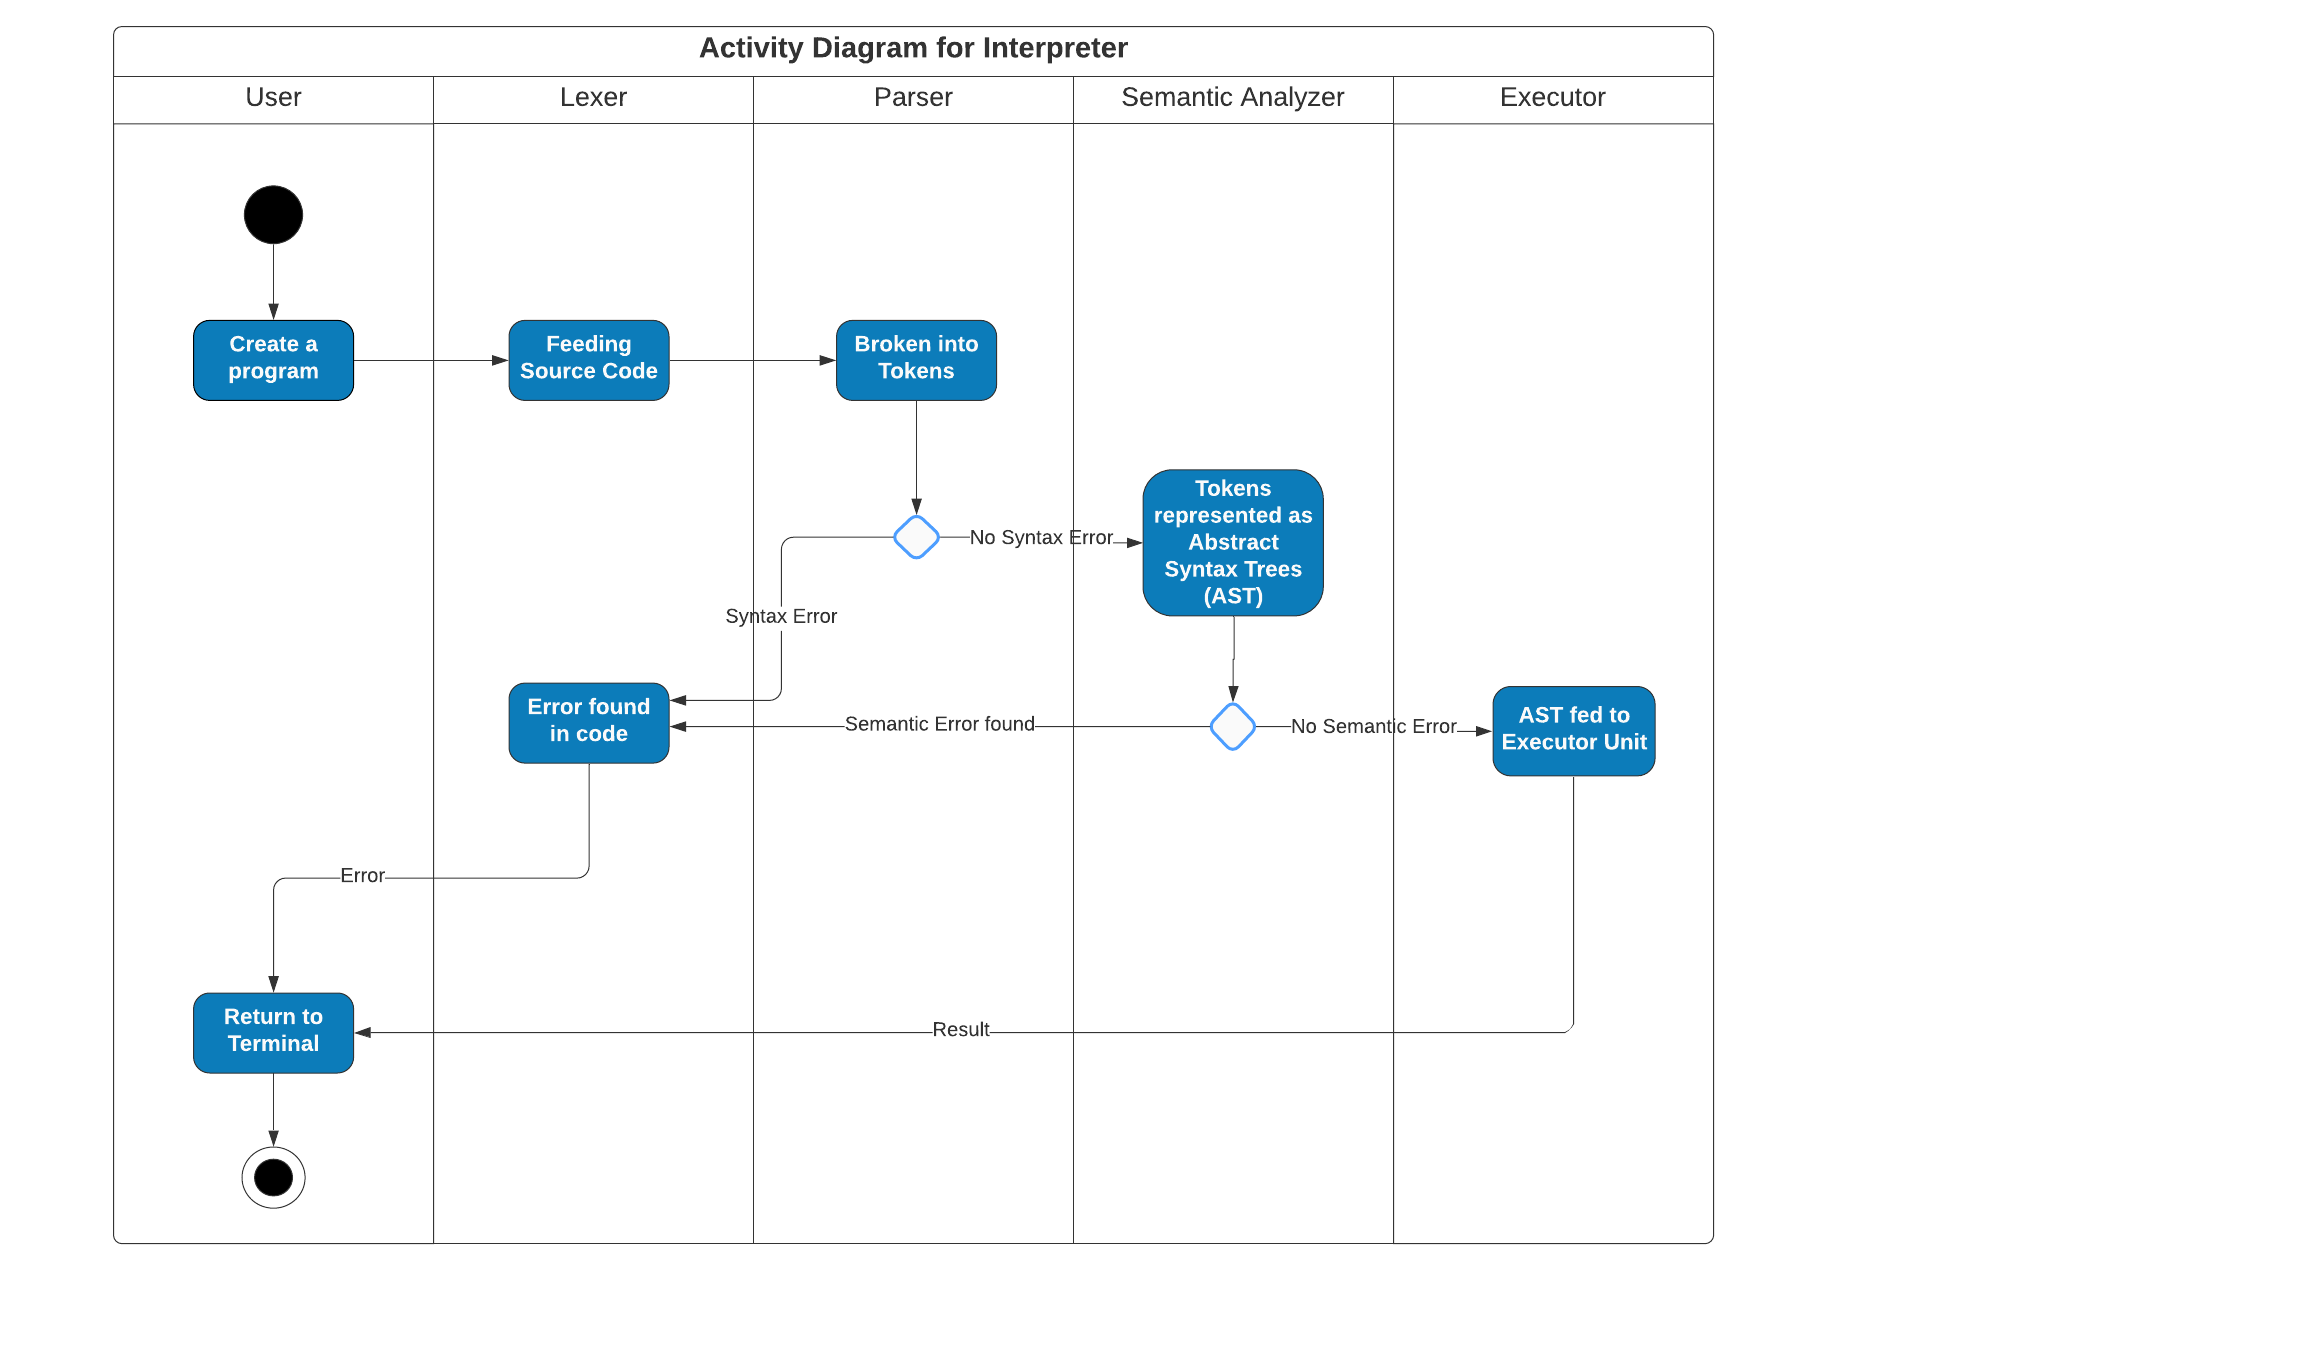 Activity Diagram for Interpreter
User
Lexer
Parser
Semantic Analyzer
Executor
Create a
program
Feeding
Source Code
Broken into
Tokens
No Syntax Error
Tokens
represented as
Abstract
Syntax Trees
(AST)
Syntax Error
Error found
in code
Semantic Error found
No Semantic Error
AST fed to
Executor Unit
Error
Return to
Terminal
Result